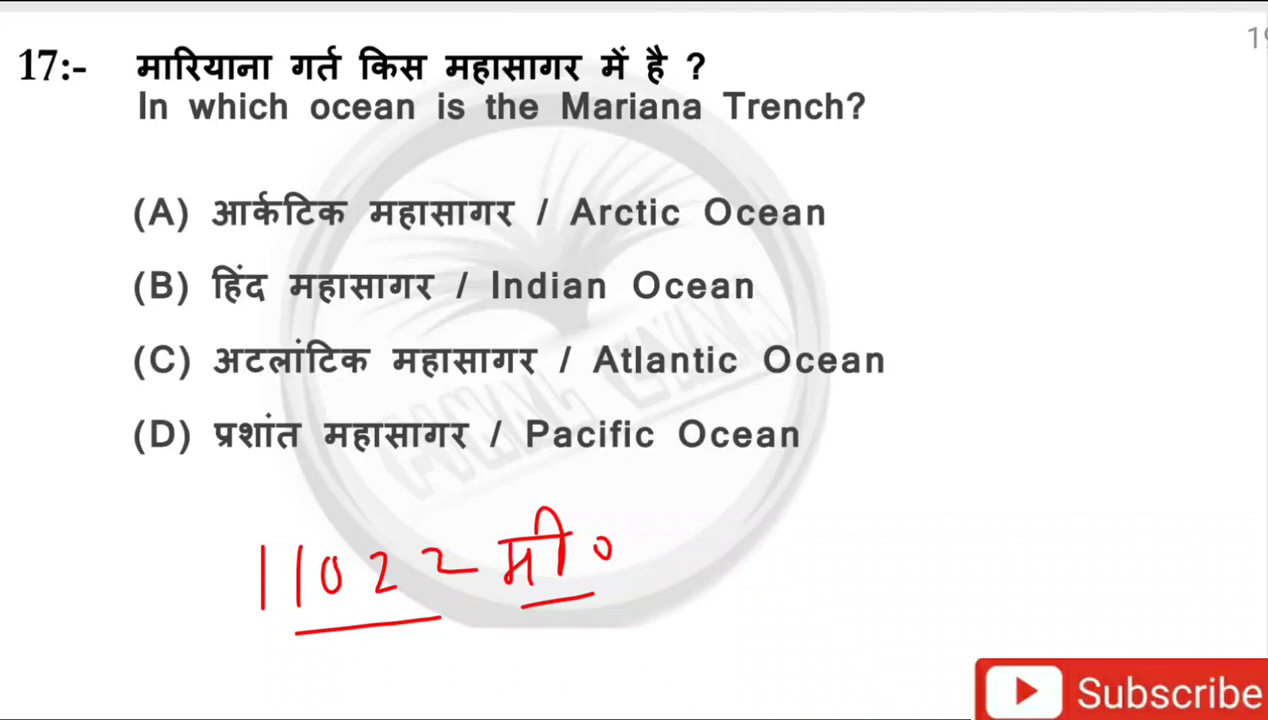 19
17:- मारियाना गर्त किस महासागर में है ?
In which ocean is the Mariana Trench?
(A) आर्कटिक महासागर / Arctic Ocean
(B) हिंद महासागर / Indian Ocean
(C) अटलांटिक महासागर / Atlantic Ocean
(D) प्रशांत महासागर / Pacific Ocean
11022 मी०
Subscribe